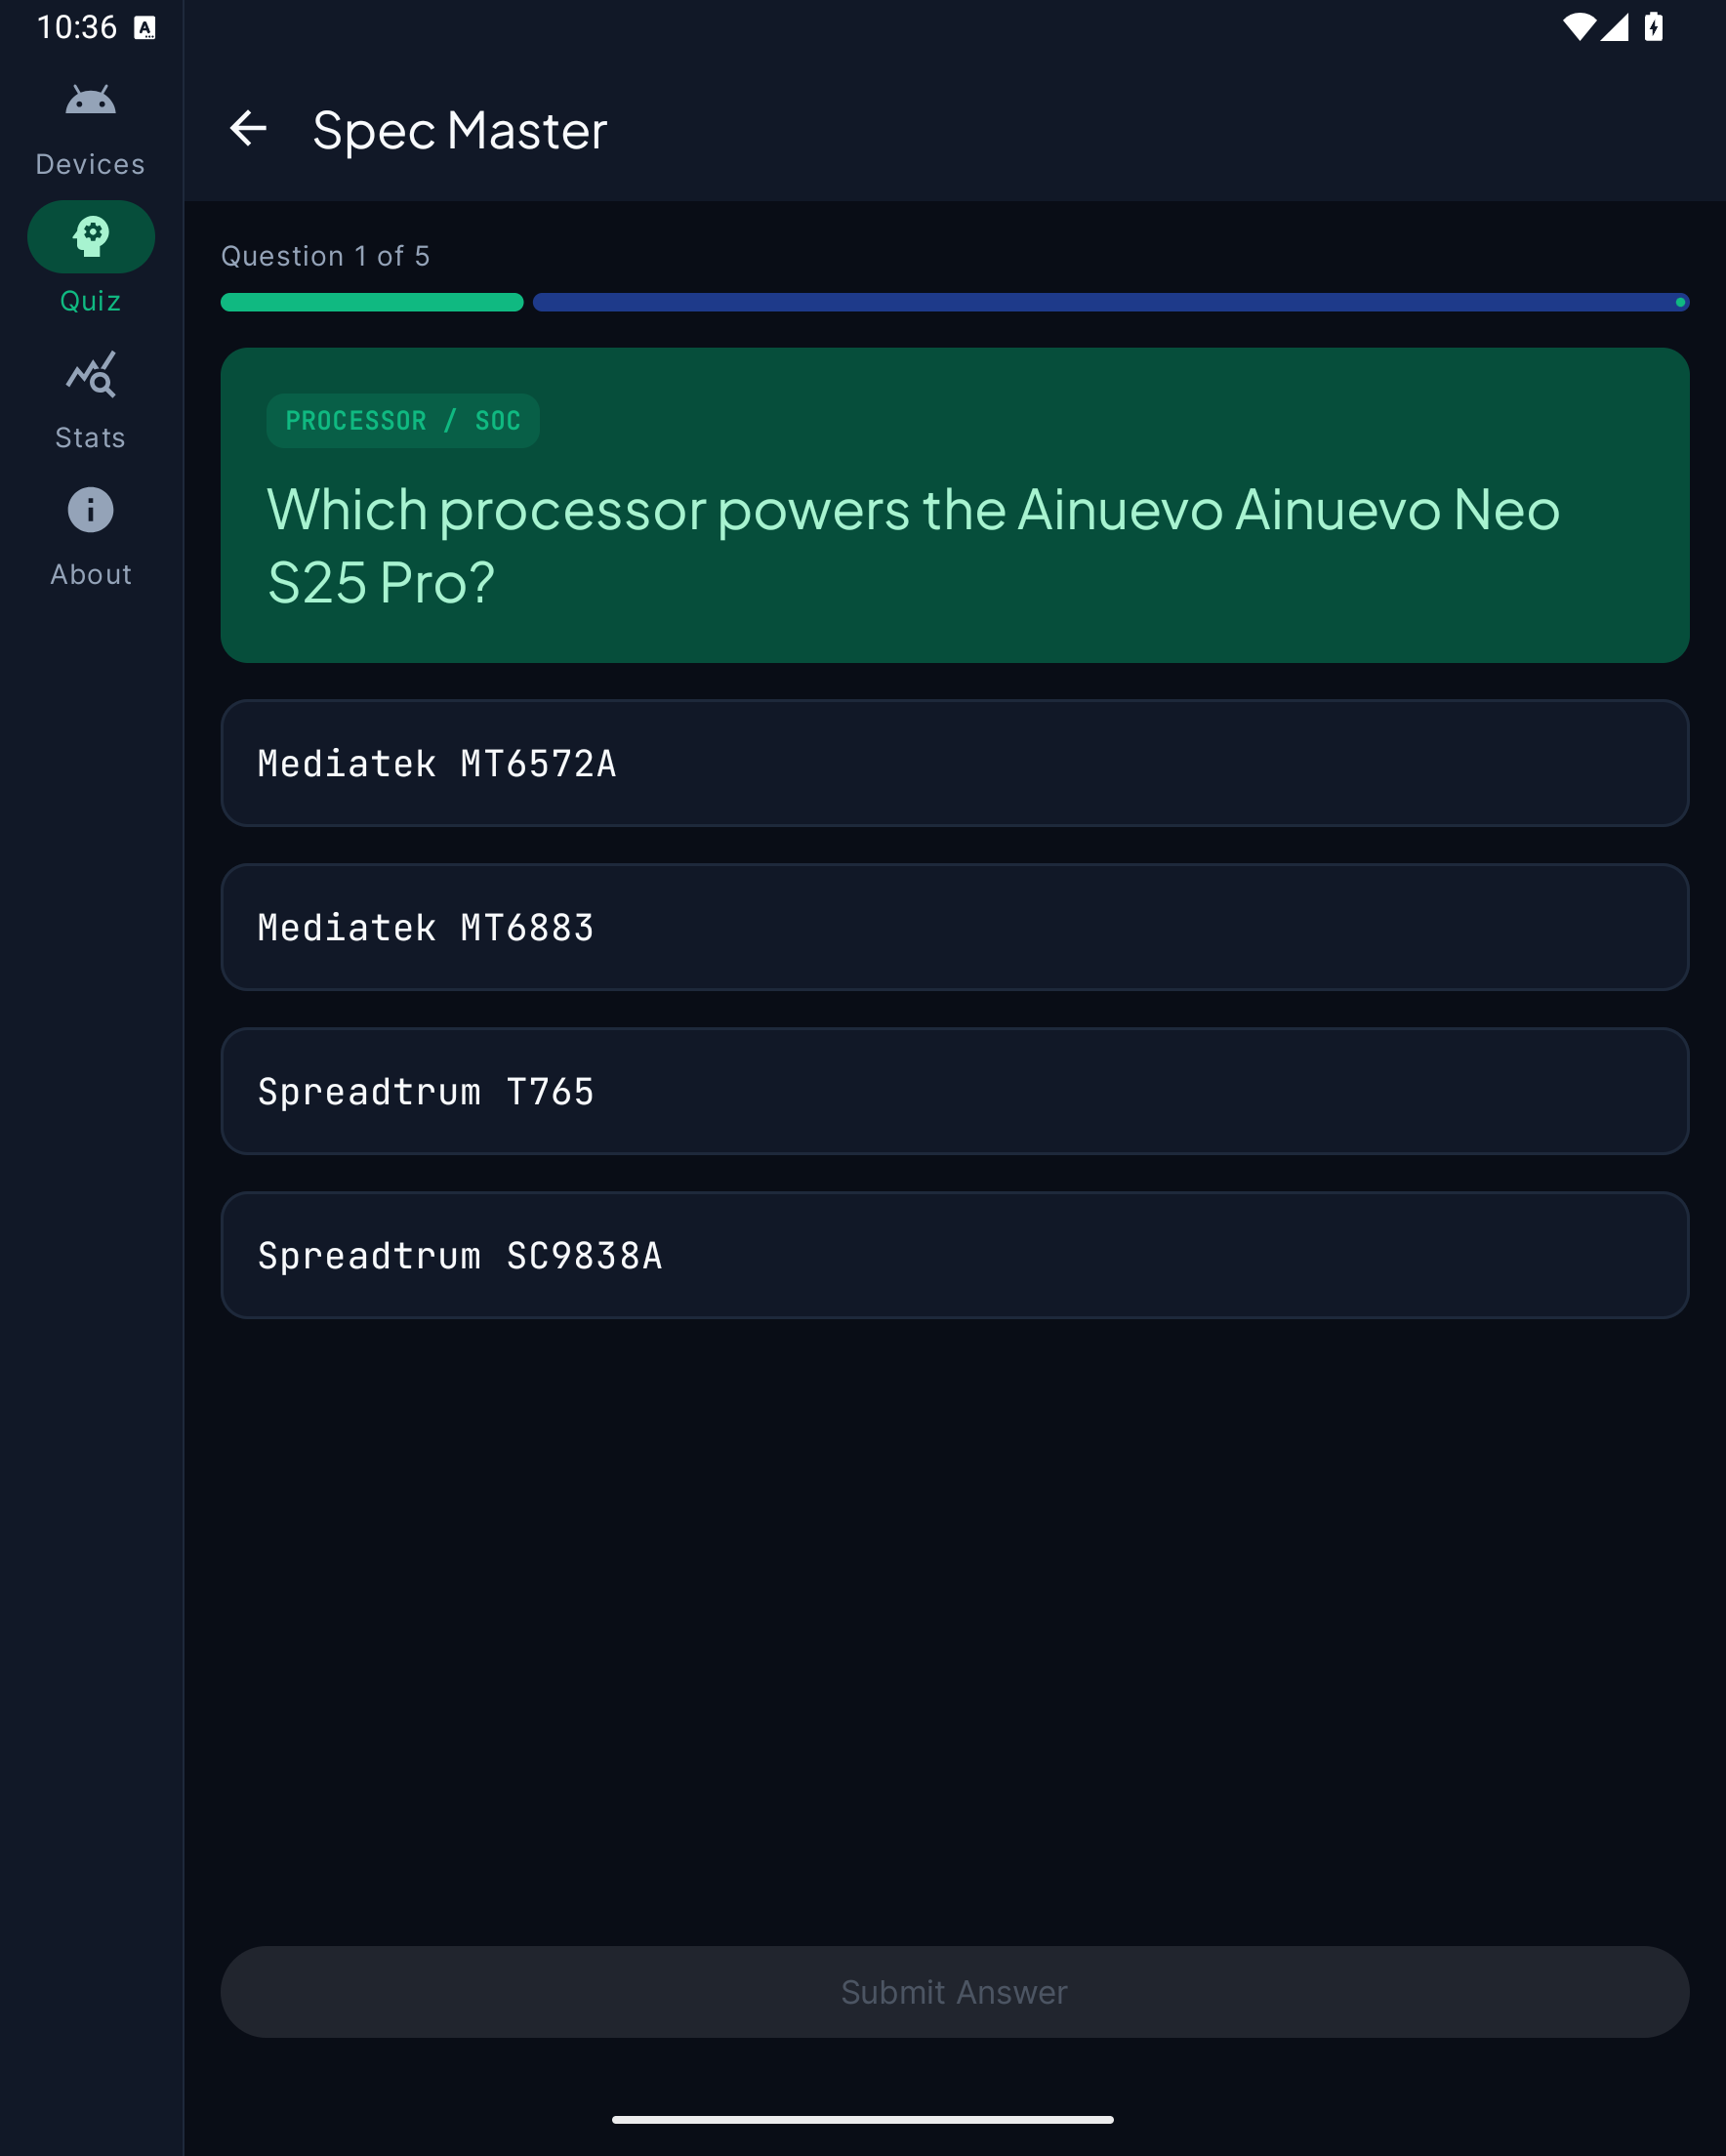 10:36
Devices
Quiz
Stats
About
Spec Master
Question 1 of 5
PROCESSOR / SOC
Which processor powers the Ainuevo Ainuevo Neo
S25 Pro?
Mediatek MT6572A
Mediatek MT6883
Spreadtrum T765
Spreadtrum SC9838A
Submit Answer